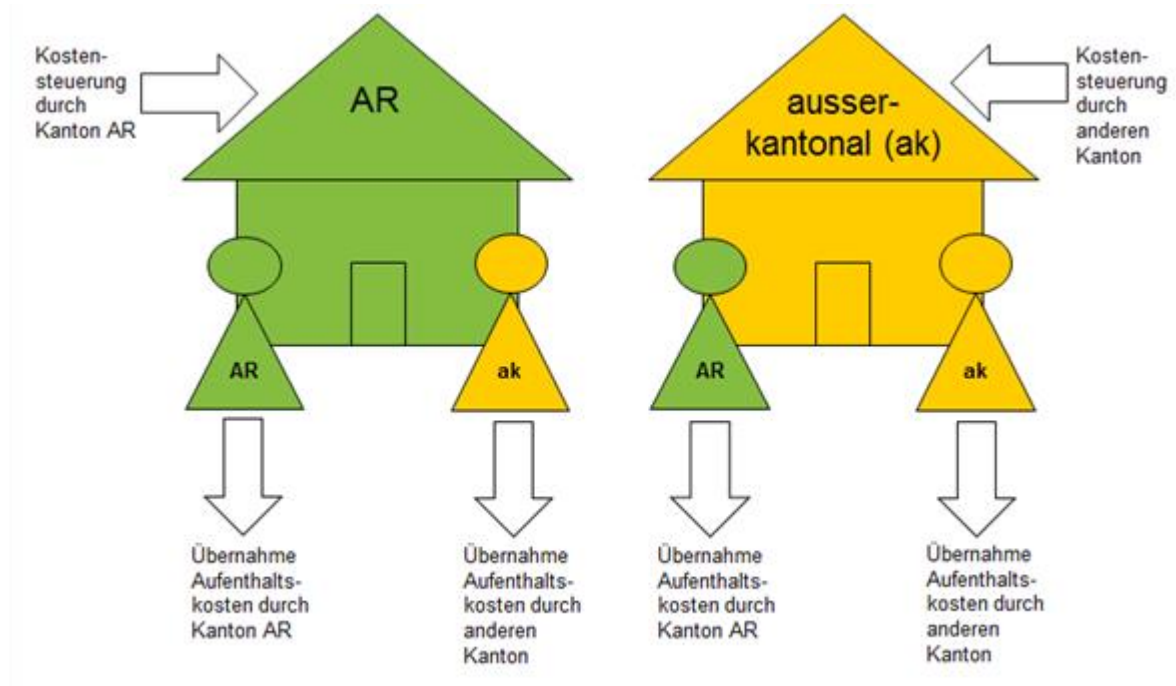 Kosten-
steuerung
durch
Kanton AR
AR
ausser-
kantonal (ak)
Kosten-
steuerung
durch
anderen
Kanton
AR
ak
AR
ak
Übernahme
Aufenthalts-
kosten durch
Kanton AR
Übernahme
Aufenthalts-
kosten durch
anderen
Kanton
Übernahme
Aufenthalts-
kosten durch
Kanton AR
Übernahme
Aufenthalts-
kosten durch
anderen
Kanton